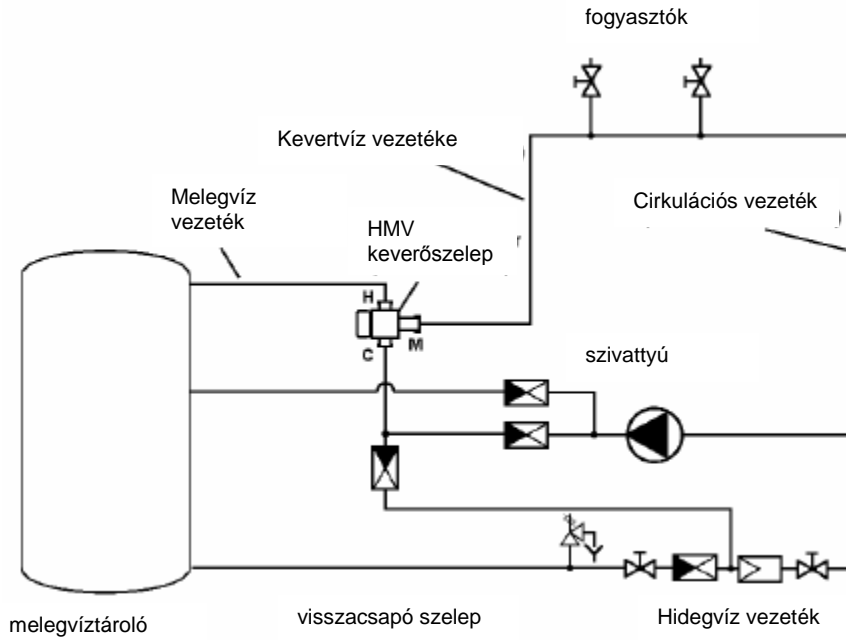 fogyasztók
Kevertvíz vezetéke
Melegvíz
vezeték
Cirkulációs vezeték
HMV
keverőszelep
r
H
C
M
szivattyú
melegvíztároló
visszacsapó szelep
Hidegvíz vezeték